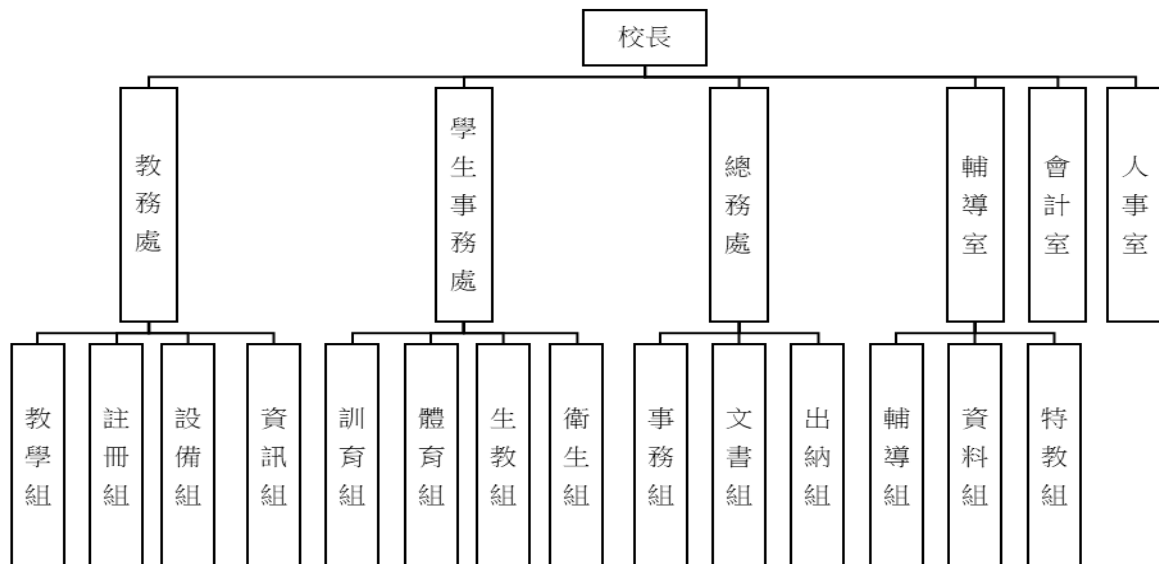 校長
教務處
學生事務處
總務處
輔導室
會計室
人事室
教學組
註冊組
設備組
資訊組
訓育組
體育組
生教組
衛生組
事務組
文書組
出納組
輔導組
資料組
特教組